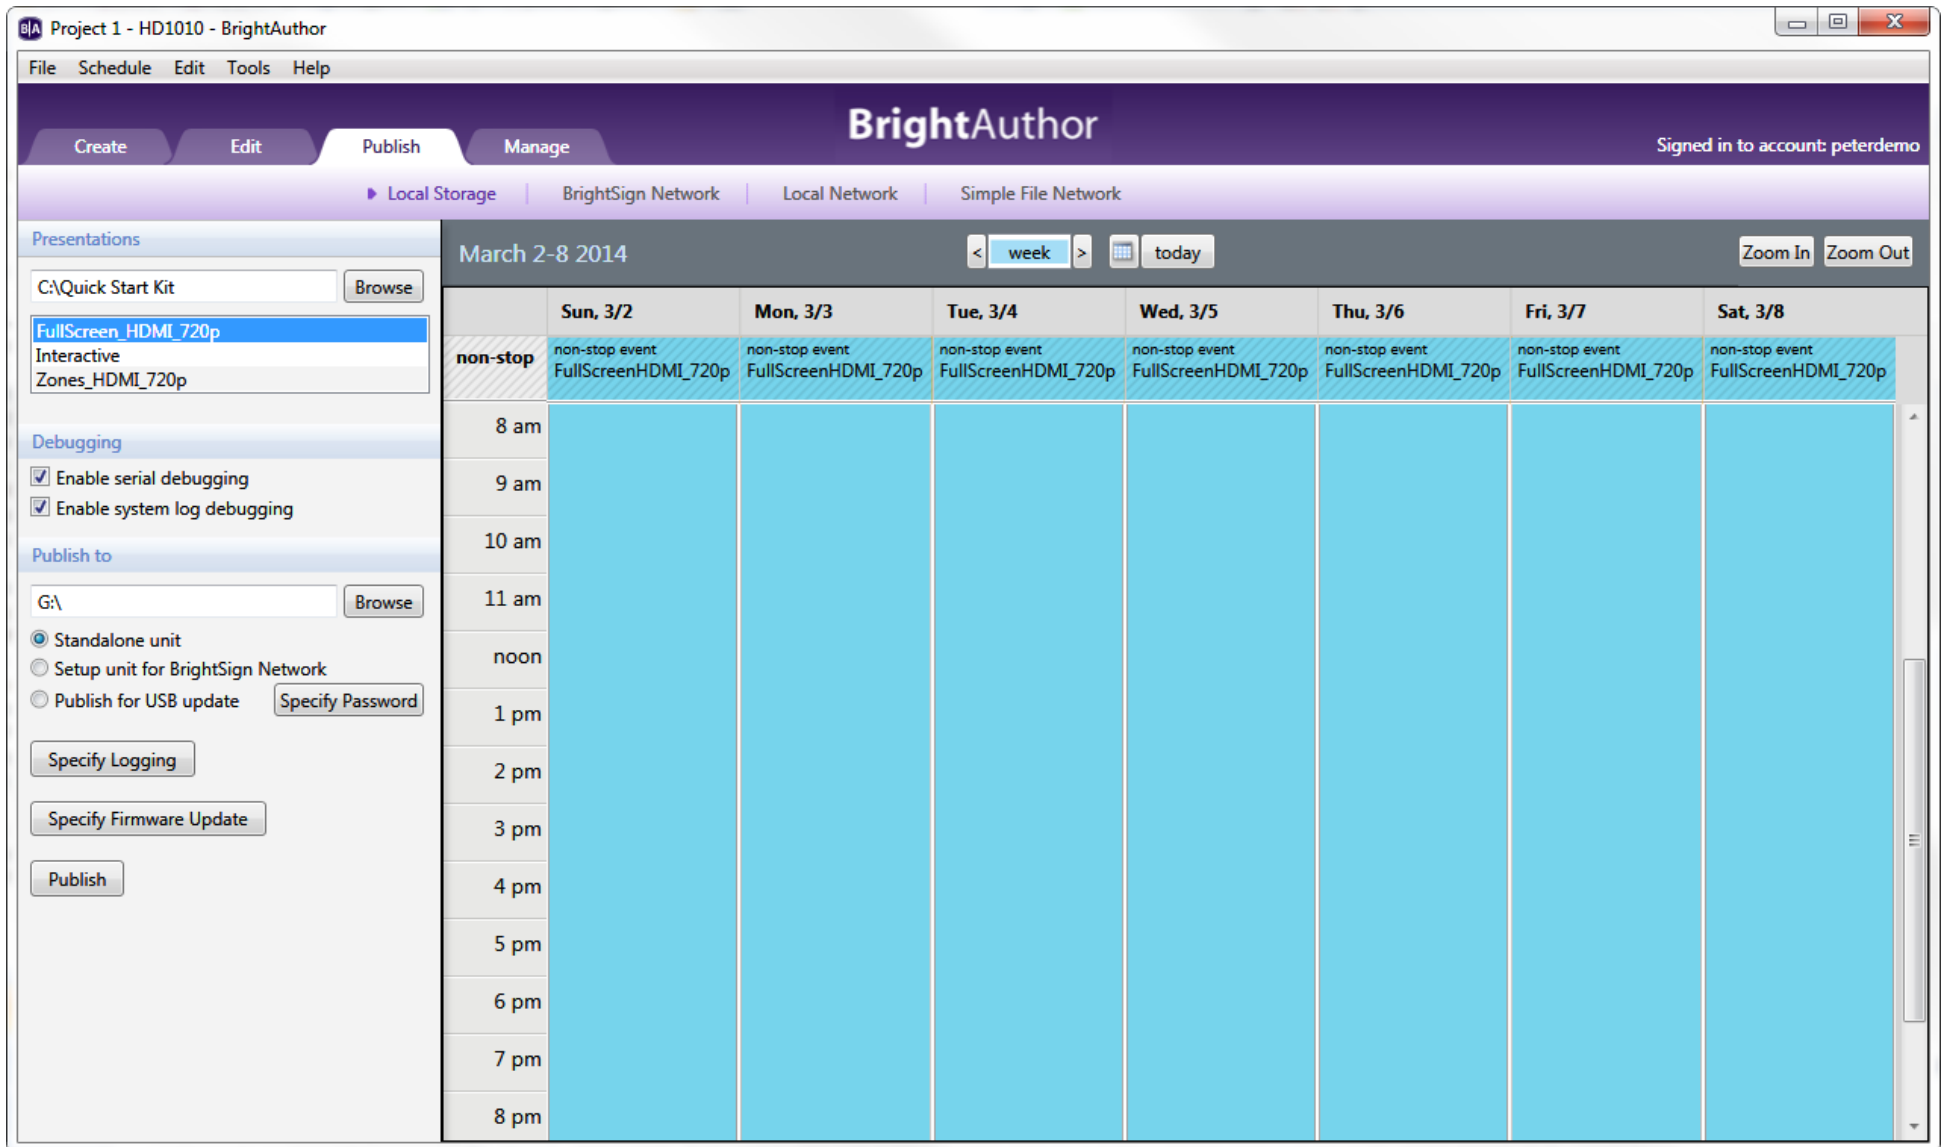 B|A Project 1 - HD1010 - BrightAuthor
File Schedule Edit Tools Help
BrightAuthor
Create Edit Publish Manage
Signed in to account: peterdemo
Local Storage BrightSign Network Local Network Simple File Network
Presentations
C:\Quick Start Kit Browse
FullScreen_HDMI_720p
Interactive
Zones_HDMI_720p
Debugging
Enable serial debugging
Enable system log debugging
Publish to
G:\ Browse
Standalone unit
Setup unit for BrightSign Network
Publish for USB update Specify Password
Specify Logging
Specify Firmware Update
Publish
March 2-8 2014 < week > today Zoom In Zoom Out
Sun, 3/2 Mon, 3/3 Tue, 3/4 Wed, 3/5 Thu, 3/6 Fri, 3/7 Sat, 3/8
non-stop
non-stop event non-stop event non-stop event non-stop event non-stop event non-stop event non-stop event
FullScreenHDMI_720p FullScreenHDMI_720p FullScreenHDMI_720p FullScreenHDMI_720p FullScreenHDMI_720p FullScreenHDMI_720p FullScreenHDMI_720p
8 am
9 am
10 am
11 am
noon
1 pm
2 pm
3 pm
4 pm
5 pm
6 pm
7 pm
8 pm